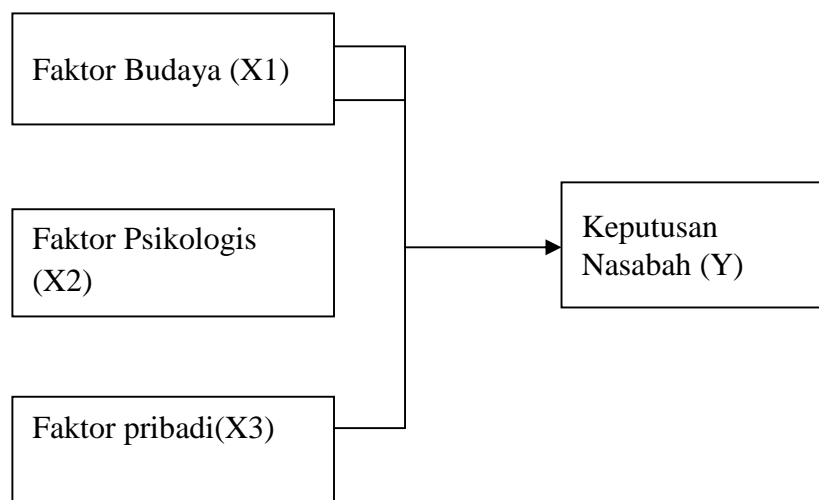 Faktor Budaya (X1)
Faktor Psikologis
(X2)
Keputusan
Nasabah (Y)
Faktor pribadi(X3)